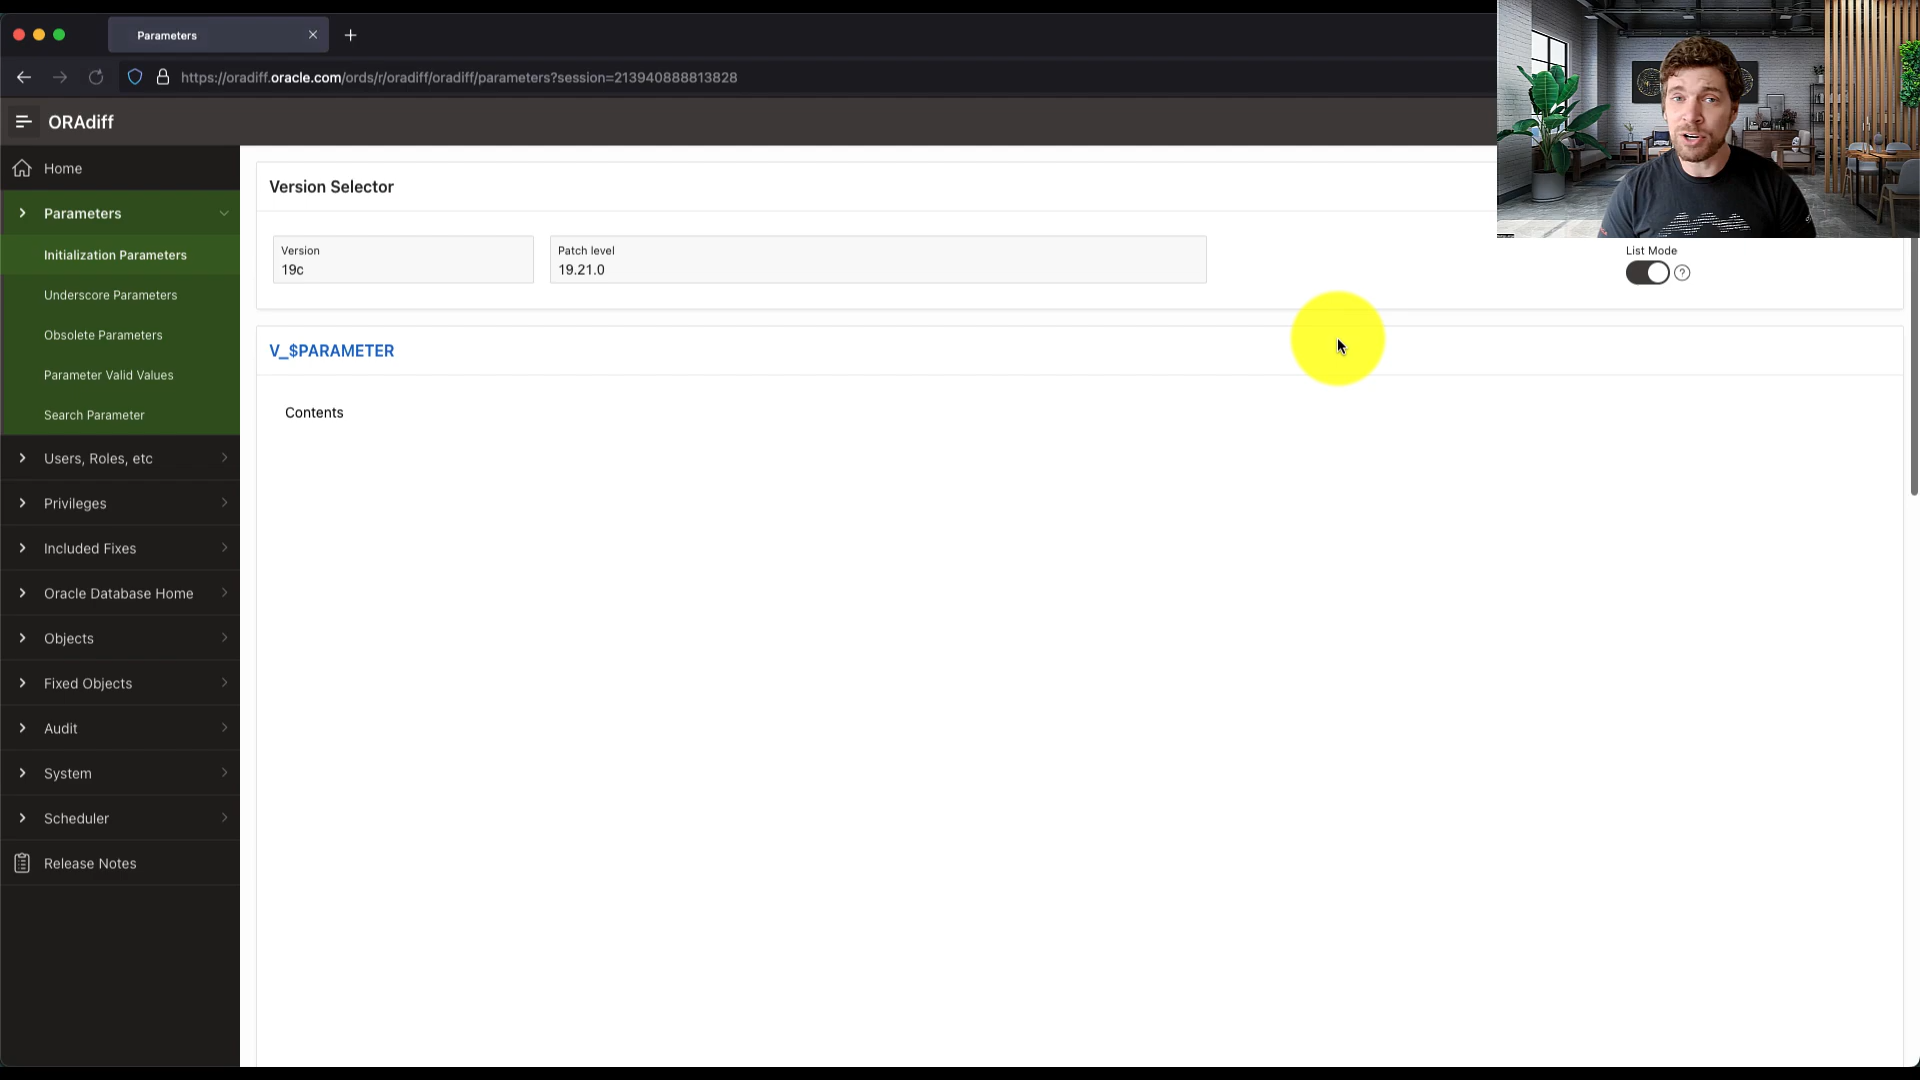 Parameters
https://oradiff.oracle.com/ords/r/oradiff/oradiff/parameters?session=213940888813828
ORAdiff
Home
Parameters
Initialization Parameters
Underscore Parameters
Obsolete Parameters
Parameter Valid Values
Search Parameter
Users, Roles, etc
Privileges
Included Fixes
Oracle Database Home
Objects
Fixed Objects
Audit
System
Scheduler
Release Notes
Version Selector
Version
19c
Patch level
19.21.0
List Mode
V_$PARAMETER
Contents